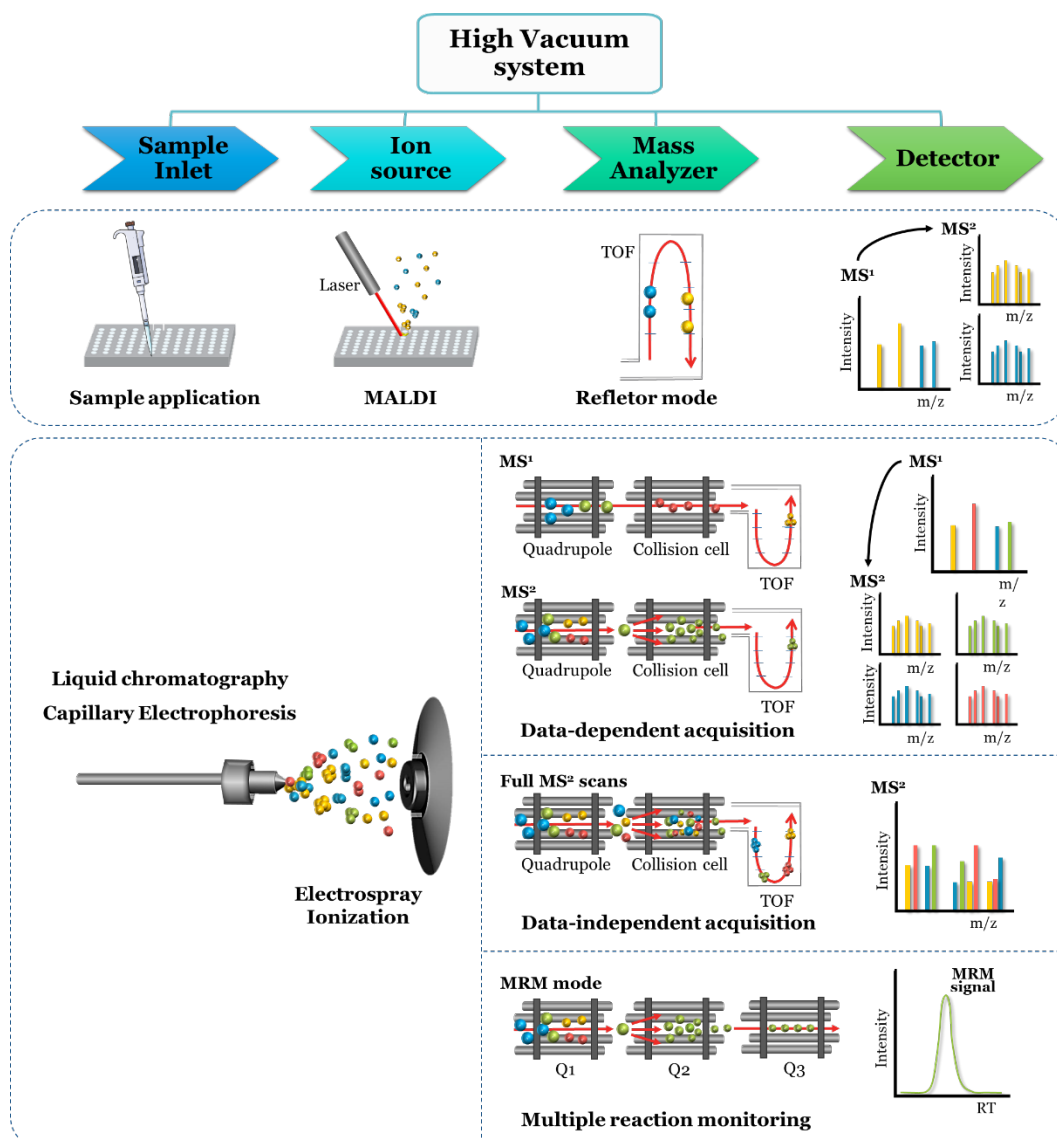 High Vacuum
system
Sample
Inlet
Ion
source
Mass
Analyzer
Detector
Laser
TOF
MS²
MS¹
Intensity
m/z
Intensity
m/z
Intensity
m/z
Sample application
MALDI
Refletor mode
Liquid chromatography
Capillary Electrophoresis
Electrospray
Ionization
MS¹
Quadrupole
Collision cell
TOF
MS²
Quadrupole
Collision cell
TOF
Data-dependent acquisition
MS¹
Intensity
m/
z
MS²
Intensity
m/z
m/z
Intensity
m/z
m/z
Full MS² scans
Quadrupole
Collision cell
TOF
Data-independent acquisition
MS²
Intensity
m/z
MRM mode
Q1
Q2
Q3
Multiple reaction monitoring
MRM
signal
Intensity
RT